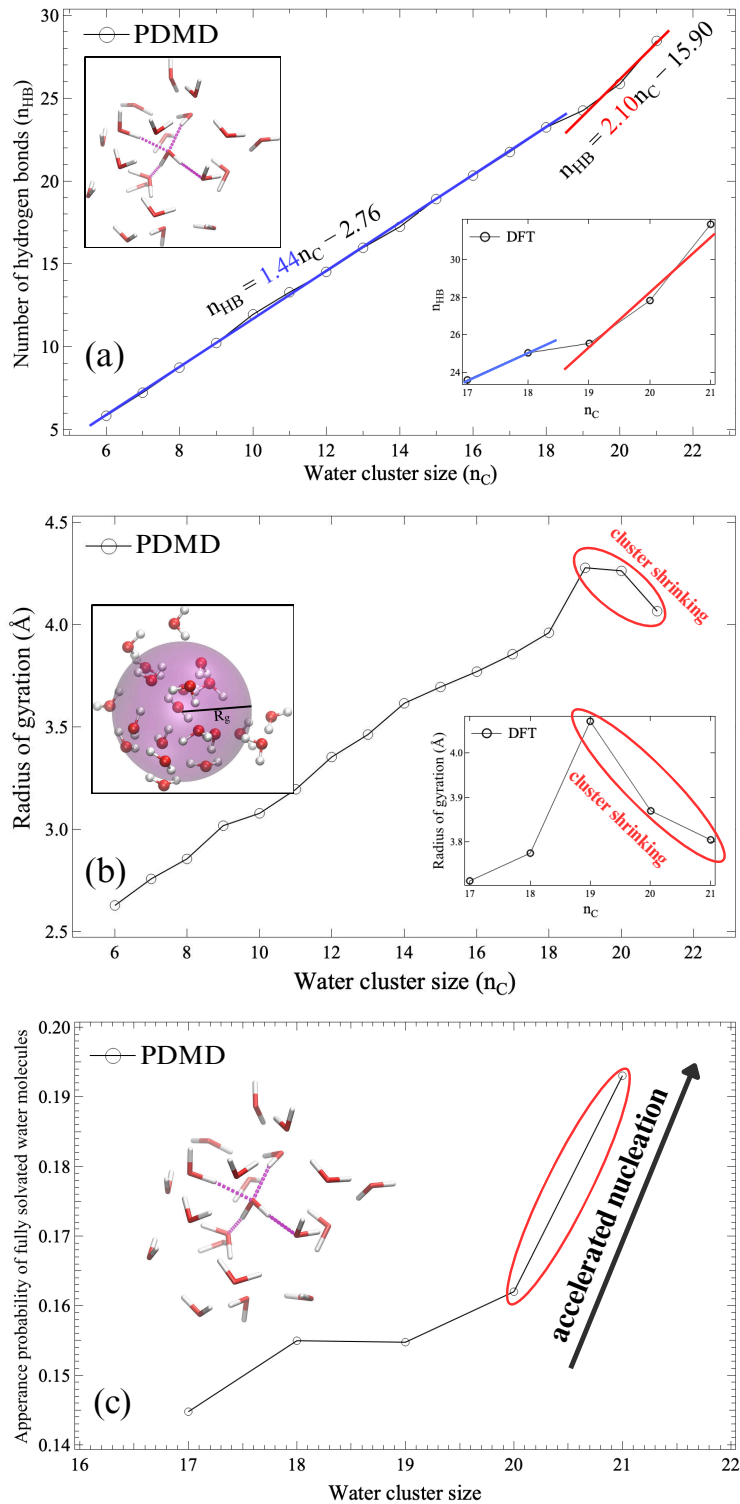 PDMD
Number of hydrogen bonds (n_HB)
30
25
20
15
10
5
n_HB = 1.44n_C − 2.76
n_HB = 2.10n_C − 15.90
DFT
n_HB
30
28
26
24
17 18 19 20 21
n_C
(a)
6 8 10 12 14 16 18 20 22
Water cluster size (n_C)
PDMD
Radius of gyration (Å)
4.5
4.0
3.5
3.0
2.5
cluster shrinking
R_g
DFT
Radius of gyration (Å)
4.0
3.9
3.8
cluster shrinking
17 18 19 20 21
n_C
(b)
6 8 10 12 14 16 18 20 22
Water cluster size (n_C)
PDMD
Apperance probability of fully solvated water molecules
0.20
0.19
0.18
0.17
0.16
0.15
0.14
accelerated nucleation
(c)
16 17 18 19 20 21 22
Water cluster size